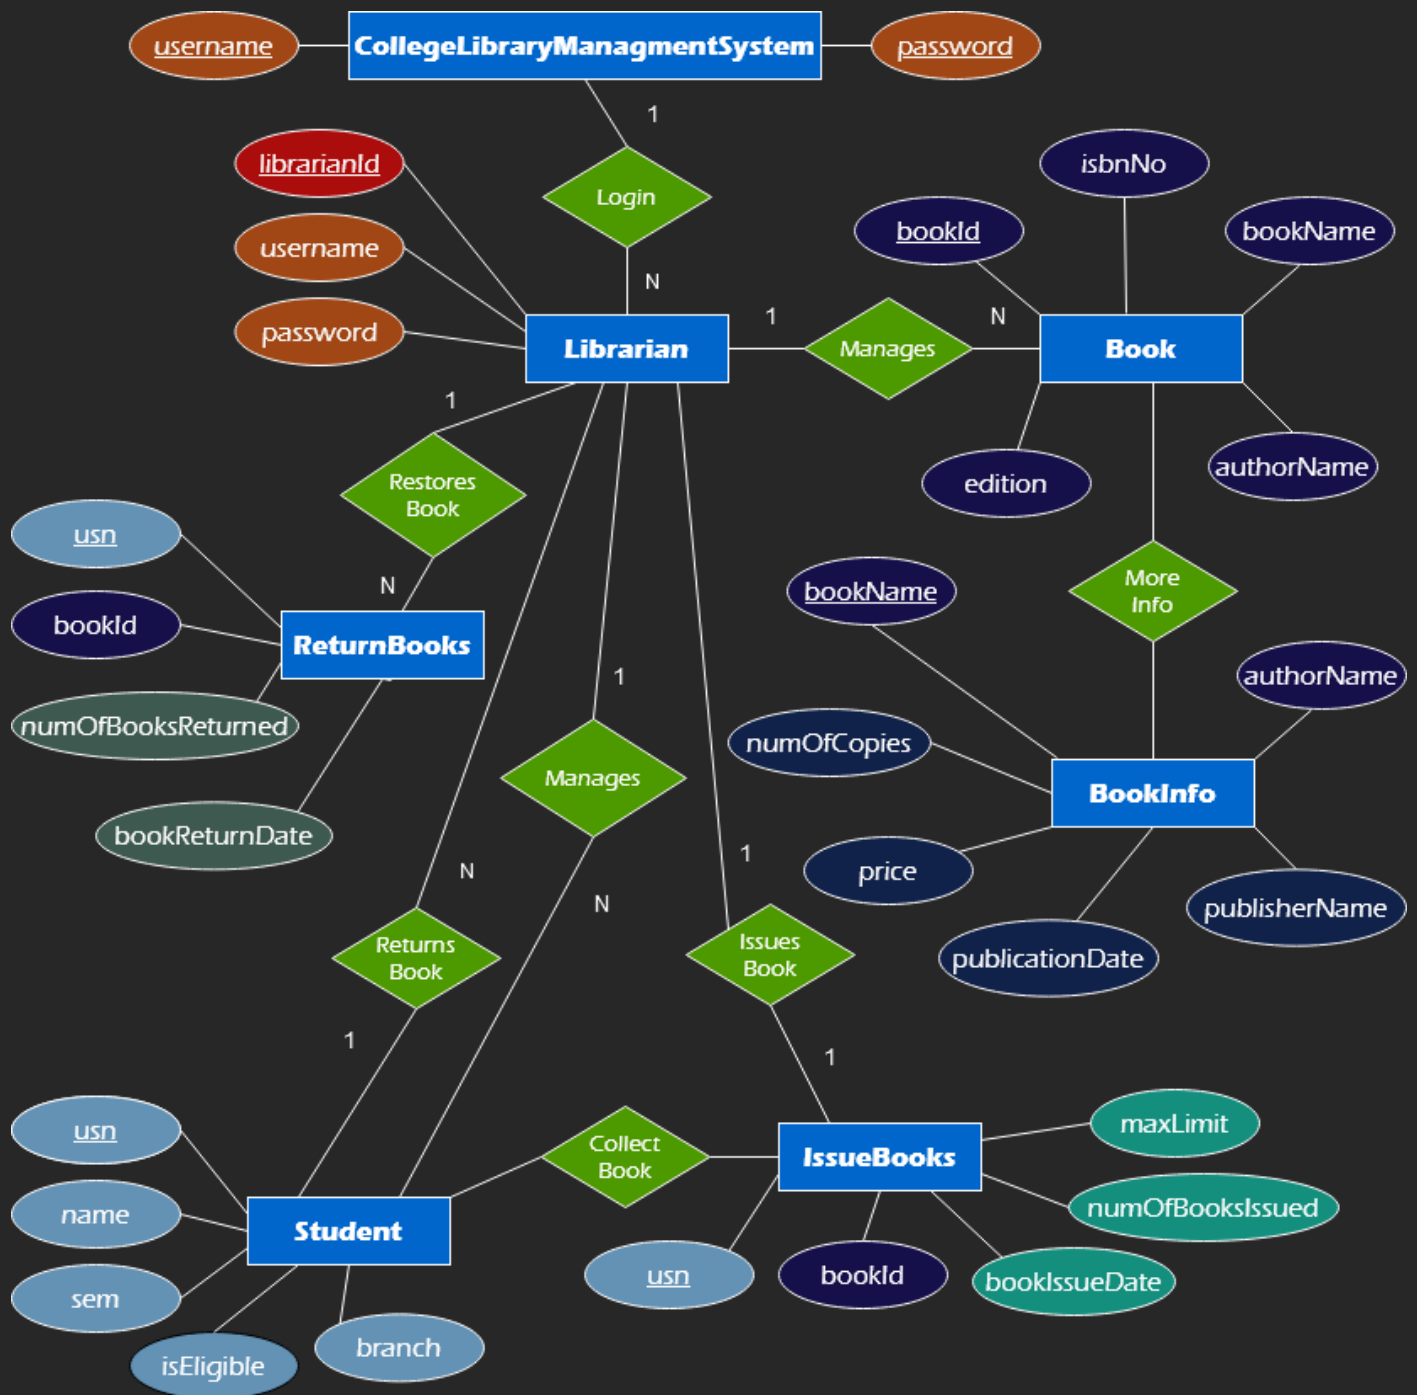 username
CollegeLibraryManagmentSystem
password
1
librarianId
Login
isbnNo
username
bookId
bookName
N
password
Librarian
1
Manages
N
Book
1
Restores
Book
edition
authorName
usn
N
bookName
More
Info
bookId
ReturnBooks
1
authorName
numOfBooksReturned
numOfCopies
Manages
BookInfo
bookReturnDate
N
1
price
N
publisherName
Returns
Book
Issues
Book
publicationDate
1
1
usn
Collect
Book
IssueBooks
maxLimit
name
Student
numOfBooksIssued
sem
usn
bookId
bookIssueDate
isEligible
branch